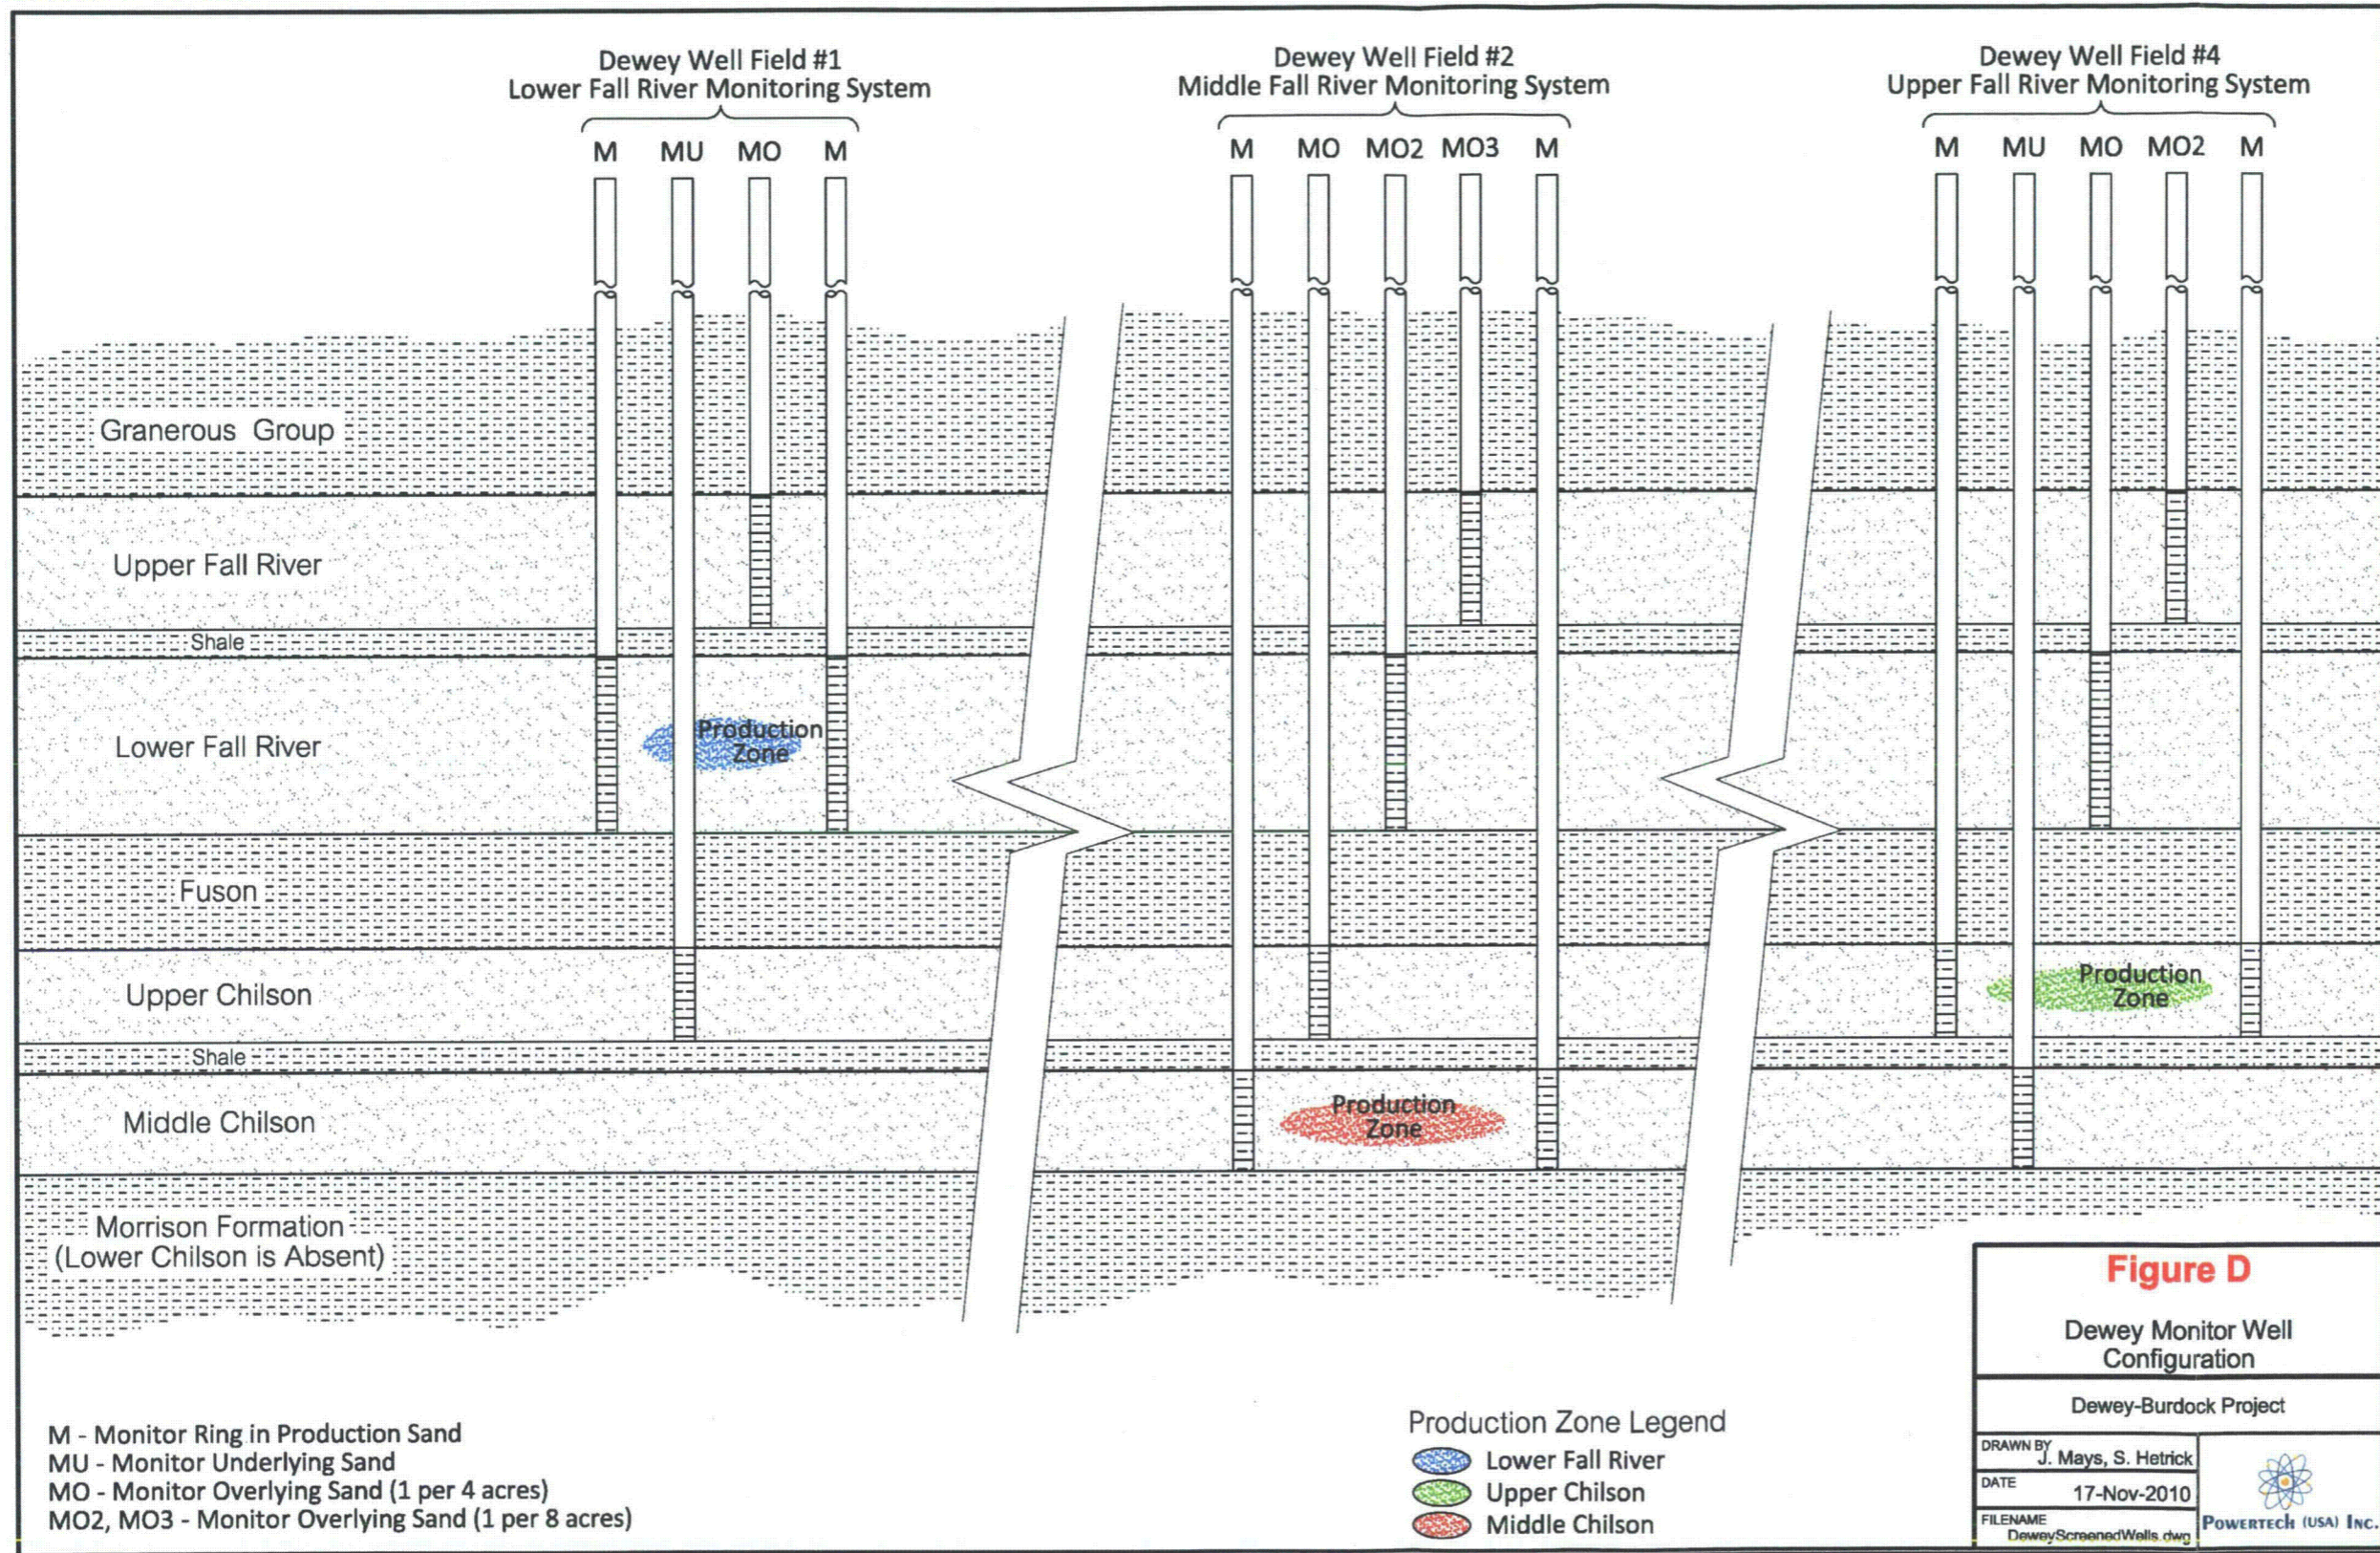 Dewey Well Field #1
Lower Fall River Monitoring System
M MU MO M
Dewey Well Field #2
Middle Fall River Monitoring System
M MO MO2 MO3 M
Dewey Well Field #4
Upper Fall River Monitoring System
M MU MO MO2 M
Granerous Group
Upper Fall River
Shale
Lower Fall River
Production
Zone
Fuson
Upper Chilson
Production
Zone
Shale
Middle Chilson
Production
Zone
Morrison Formation
(Lower Chilson is Absent)
M - Monitor Ring in Production Sand
MU - Monitor Underlying Sand
MO - Monitor Overlying Sand (1 per 4 acres)
MO2, MO3 - Monitor Overlying Sand (1 per 8 acres)
Production Zone Legend
Lower Fall River
Upper Chilson
Middle Chilson
Figure D
Dewey Monitor Well
Configuration
Dewey-Burdock Project
DRAWN BY
J. Mays, S. Hetrick
DATE
17-Nov-2010
FILENAME
DeweyScreenedWells.dwg
POWERTECH (USA) INC.